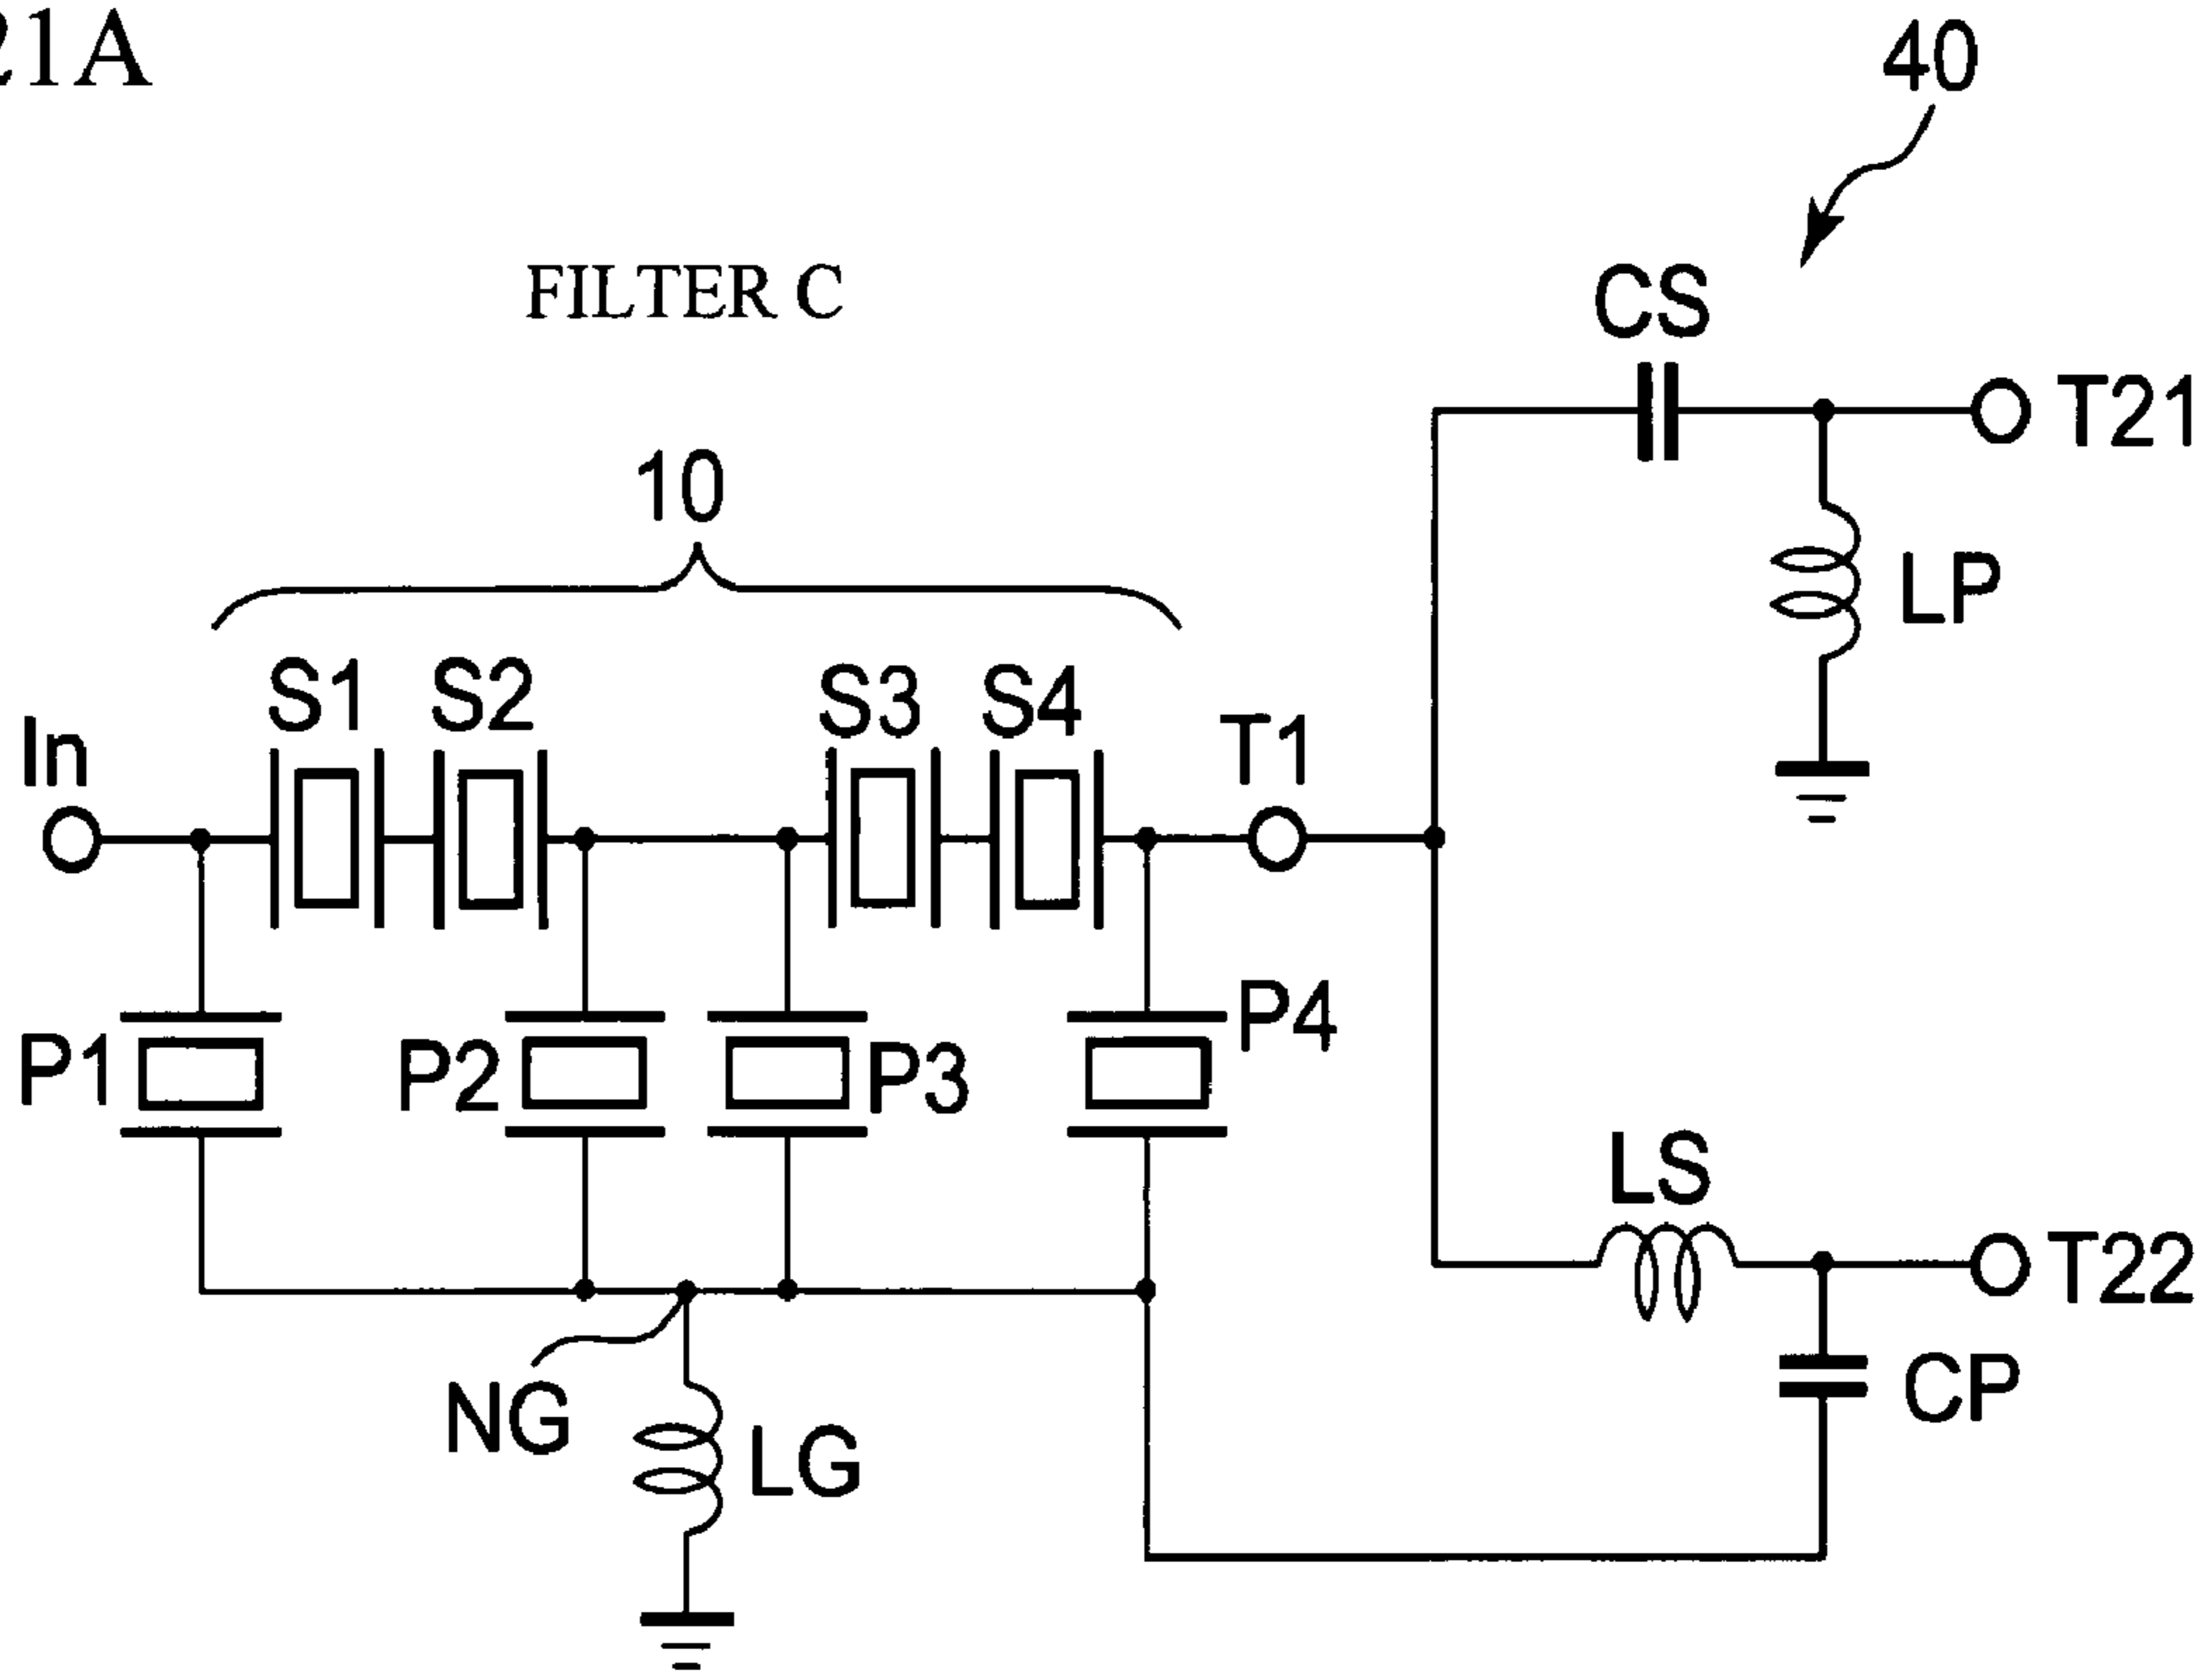 21A
40
FILTER C
CS
T21
10
LP
S1
S2
S3
S4
T1
In
P1
P2
P3
P4
LS
T22
NG
LG
CP